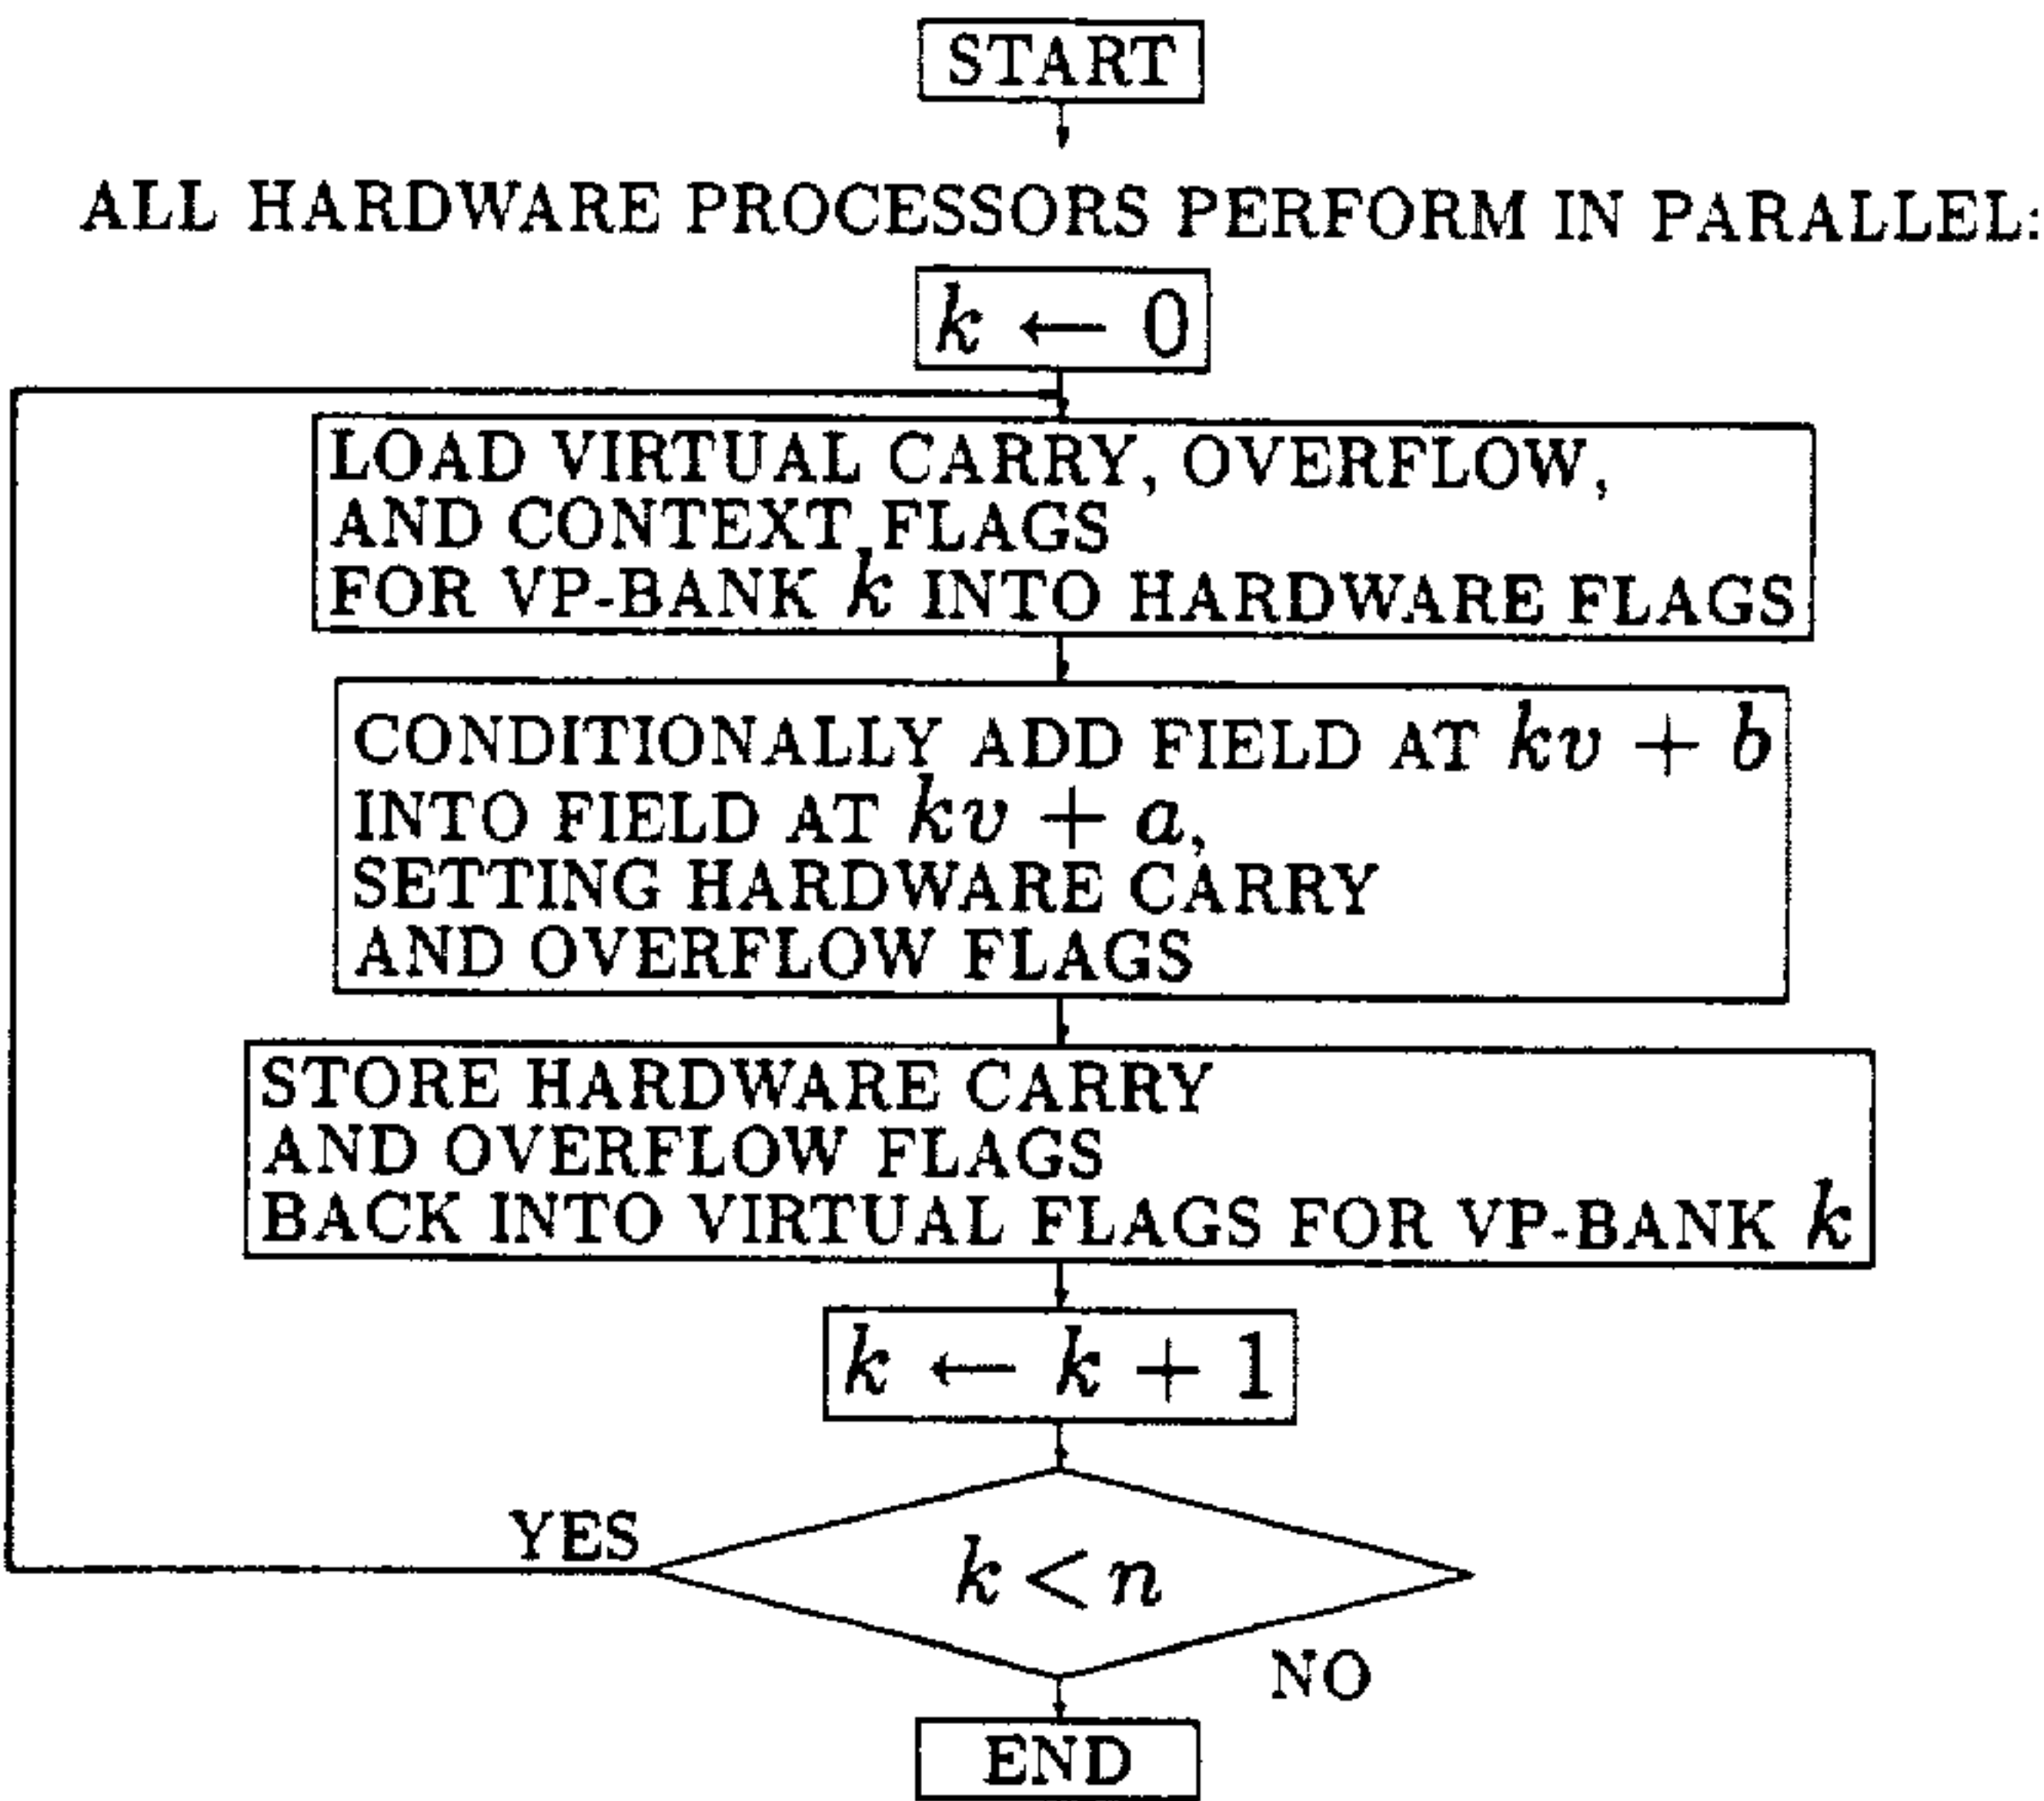 START
ALL HARDWARE PROCESSORS PERFORM IN PARALLEL:
k ← 0
LOAD VIRTUAL CARRY, OVERFLOW,
AND CONTEXT FLAGS
FOR VP-BANK k INTO HARDWARE FLAGS
CONDITIONALLY ADD FIELD AT kv + b
INTO FIELD AT kv + a,
SETTING HARDWARE CARRY
AND OVERFLOW FLAGS
STORE HARDWARE CARRY
AND OVERFLOW FLAGS
BACK INTO VIRTUAL FLAGS FOR VP-BANK k
k ← k + 1
YES
k < n
NO
END